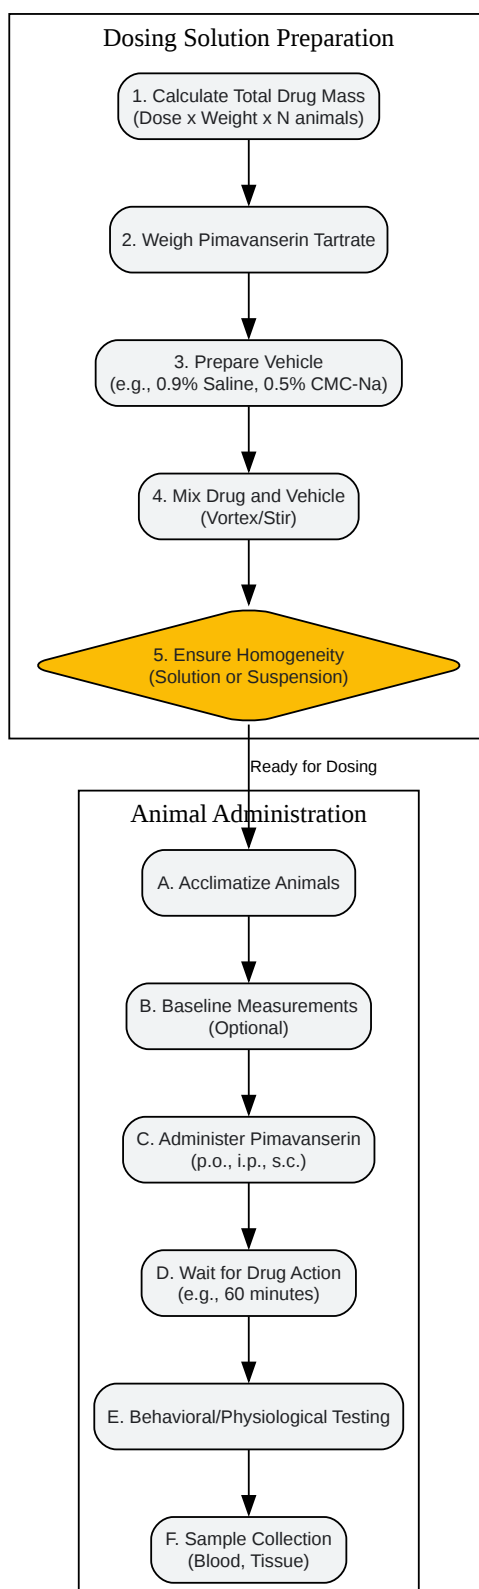 Dosing Solution Preparation
1. Calculate Total Drug Mass
(Dose x Weight x N animals)
2. Weigh Pimavanserin Tartrate
3. Prepare Vehicle
(e.g., 0.9% Saline, 0.5% CMC-Na)
4. Mix Drug and Vehicle
(Vortex/Stir)
5. Ensure Homogeneity
(Solution or Suspension)
Ready for Dosing
Animal Administration
A. Acclimatize Animals
B. Baseline Measurements
(Optional)
C. Administer Pimavanserin
(p.o., i.p., s.c.)
D. Wait for Drug Action
(e.g., 60 minutes)
E. Behavioral/Physiological Testing
F. Sample Collection
(Blood, Tissue)